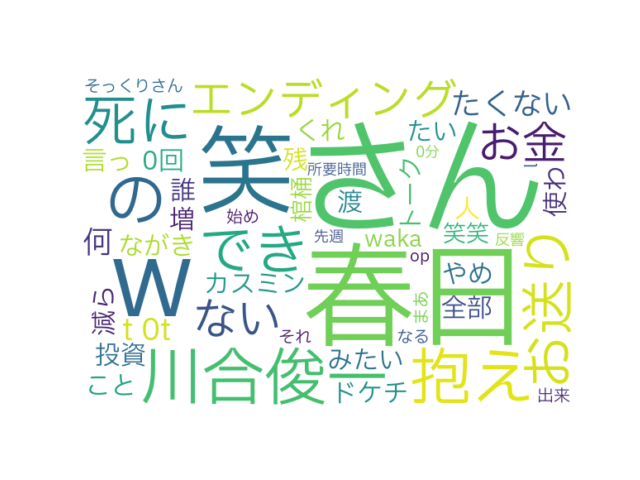 そっくりさん
エンディング
たくない
死に
笑
さん
くれ
たい
0分
お金
言っ
0回
残
所要時間
し
の
誰
増
棺桶
渡
トーク
人
使わ
始め
何
ながき
でき
先週
waka
笑笑
反響
W
カスミン
春日
op
やめ
お送り
減ら
ない
まあ
全部
t 0t
それ
なる
投資
川合俊一
みたい
抱え
こと
ドケチ
出来